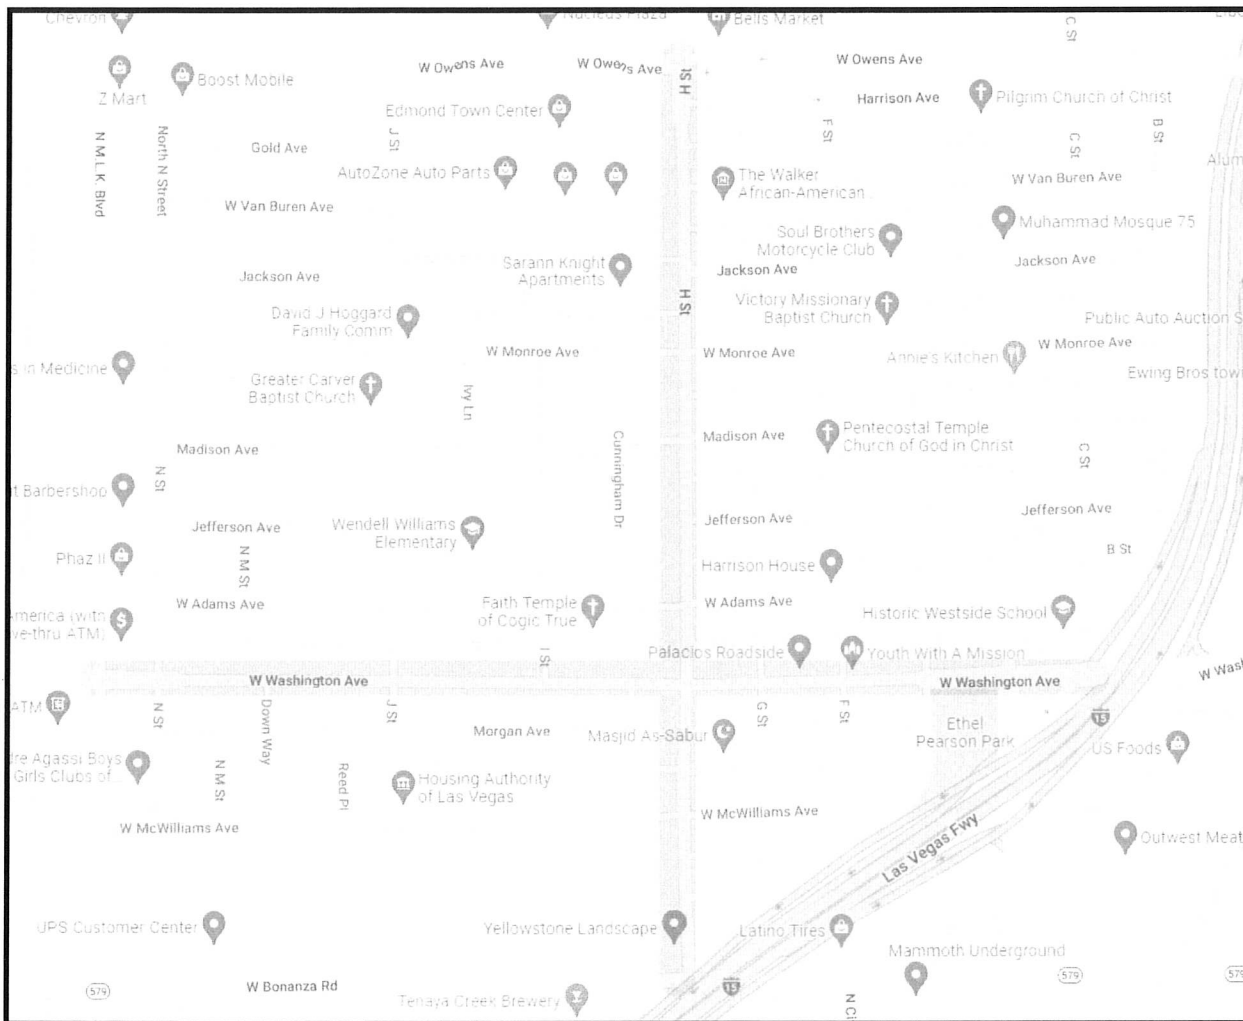 Chevron
Nucleus Plaza
Bells Market
C St
W Owens Ave
W Owens Ave
W Owens Ave
St H
Z Mart
Boost Mobile
Edmond Town Center
Harrison Ave
Pilgrim Church of Christ
N M.L.K. Blvd
North N Street
Gold Ave
J St
F St
C St
B St
AutoZone Auto Parts
The Walker
African-American...
W Van Buren Ave
W Van Buren Ave
Soul Brothers
Motorcycle Club
Muhammad Mosque 75
Jackson Ave
Sarann Knight
Apartments
Jackson Ave
Jackson Ave
H St
David J Hoggard
Family Comm
Victory Missionary
Baptist Church
Public Auto Auction S
W Monroe Ave
W Monroe Ave
Annie's Kitchen
W Monroe Ave
s in Medicine
Greater Carver
Baptist Church
Ivy Ln
Ewing Bros tow
Madison Ave
Cunningham Dr
Madison Ave
Pentecostal Temple
Church of God in Christ
C St
N St
t Barbershop
Jefferson Ave
Wendell Williams
Elementary
Jefferson Ave
Jefferson Ave
Phaz II
N M St
Harrison House
B St
W Adams Ave
Faith Temple
of Cogic True
W Adams Ave
Historic Westside School
America (with
ve-thru ATM)
I St
Palacios Roadside
Youth With A Mission
W Washington Ave
W Washington Ave
W Wash
ATM
N St
Down Way
J St
Morgan Ave
Masjid As-Sabur
G St
F St
Ethel
Pearson Park
15
US Foods
dre Agassi Boys
Girls Clubs of...
N M St
Reed Pl
Housing Authority
of Las Vegas
W McWilliams Ave
W McWilliams Ave
Las Vegas Fwy
Outwest Meat
UPS Customer Center
Yellowstone Landscape
Latino Tires
Mammoth Underground
579
W Bonanza Rd
Tenaya Creek Brewery
15
N Ci
579
579